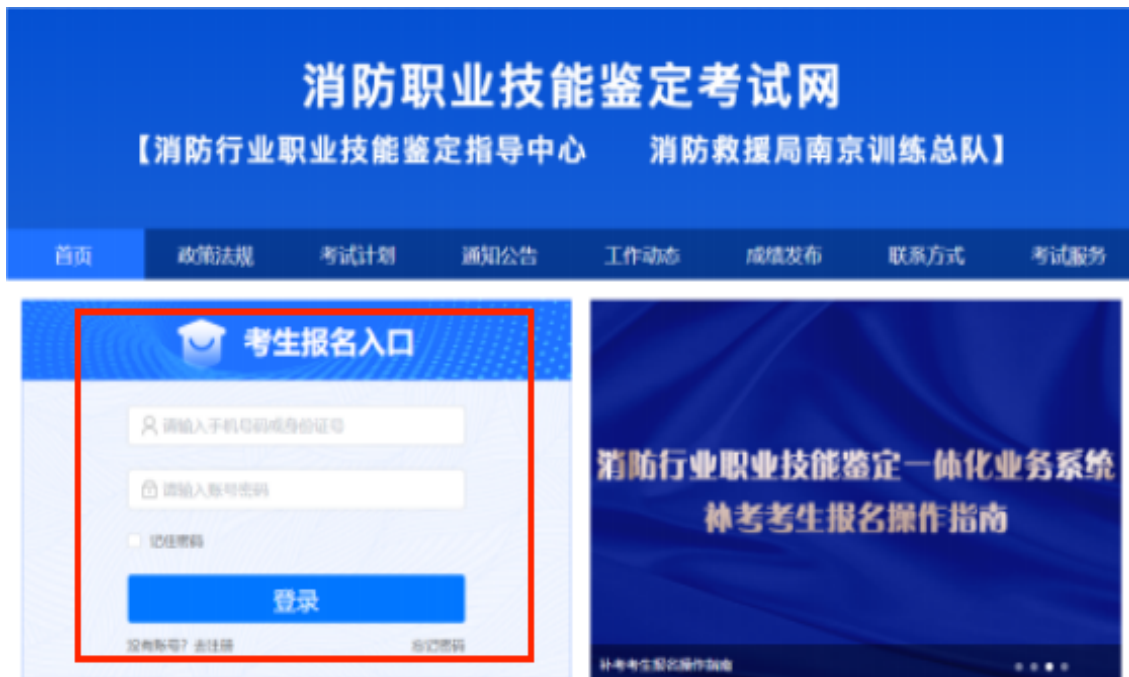 消防职业技能鉴定考试网
【消防行业职业技能鉴定指导中心 消防救援局南京训练总队】
首页 政策法规 考试计划 通知公告 工作动态 成绩发布 联系方式 考试服务
考生报名入口
请输入手机号码或身份证号
请输入账号密码
记住密码
登录
没有账号？去注册 忘记密码
消防行业职业技能鉴定一体化业务系统
补考考生报名操作指南
补考考生报名操作指南